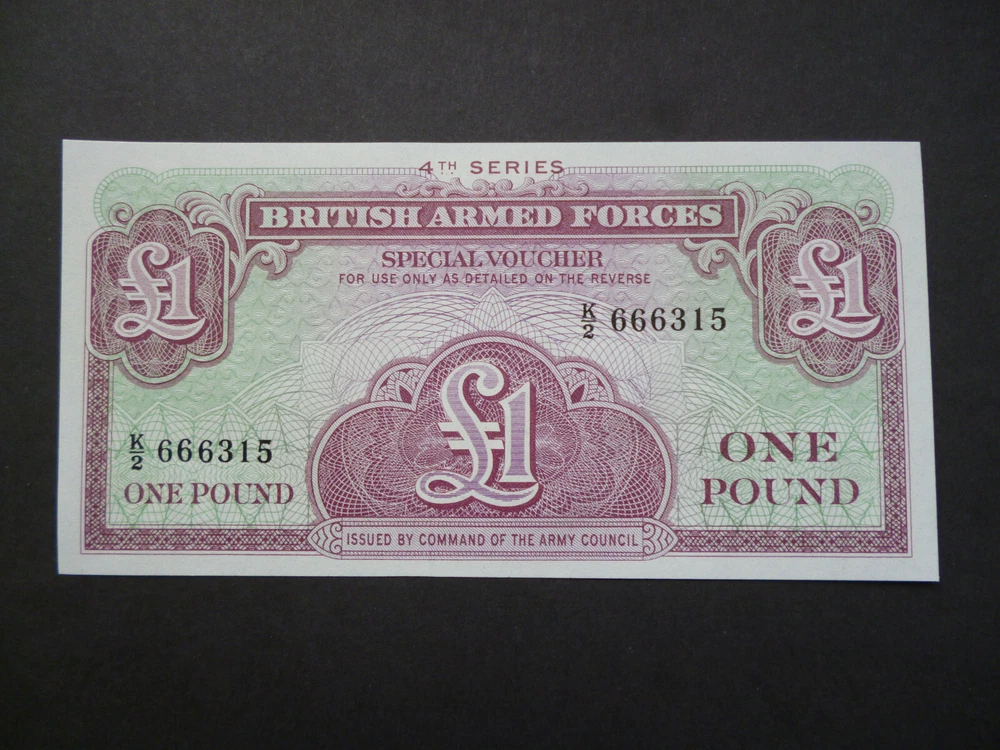 4TH SERIES
BRITISH ARMED FORCES
£1
£1
SPECIAL VOUCHER
FOR USE ONLY AS DETAILED ON THE REVERSE
K/2 666315
£1
K/2 666315
ONE POUND
ONE
POUND
ISSUED BY COMMAND OF THE ARMY COUNCIL